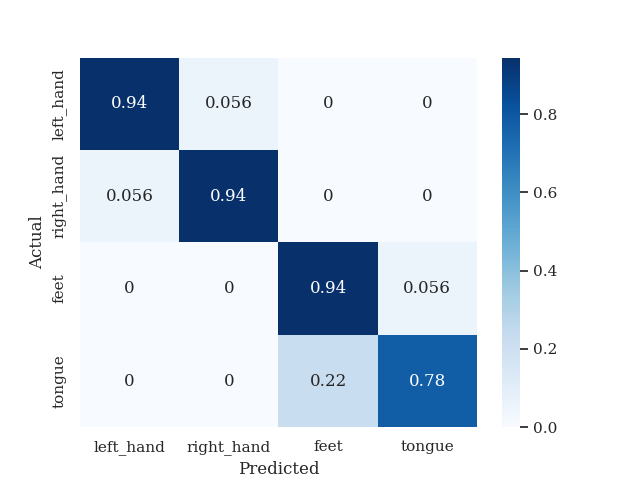 Actual
left_hand 0.94 0.056 0 0
right_hand 0.056 0.94 0 0
feet 0 0 0.94 0.056
tongue 0 0 0.22 0.78
left_hand right_hand feet tongue
Predicted
0.8
0.6
0.4
0.2
0.0